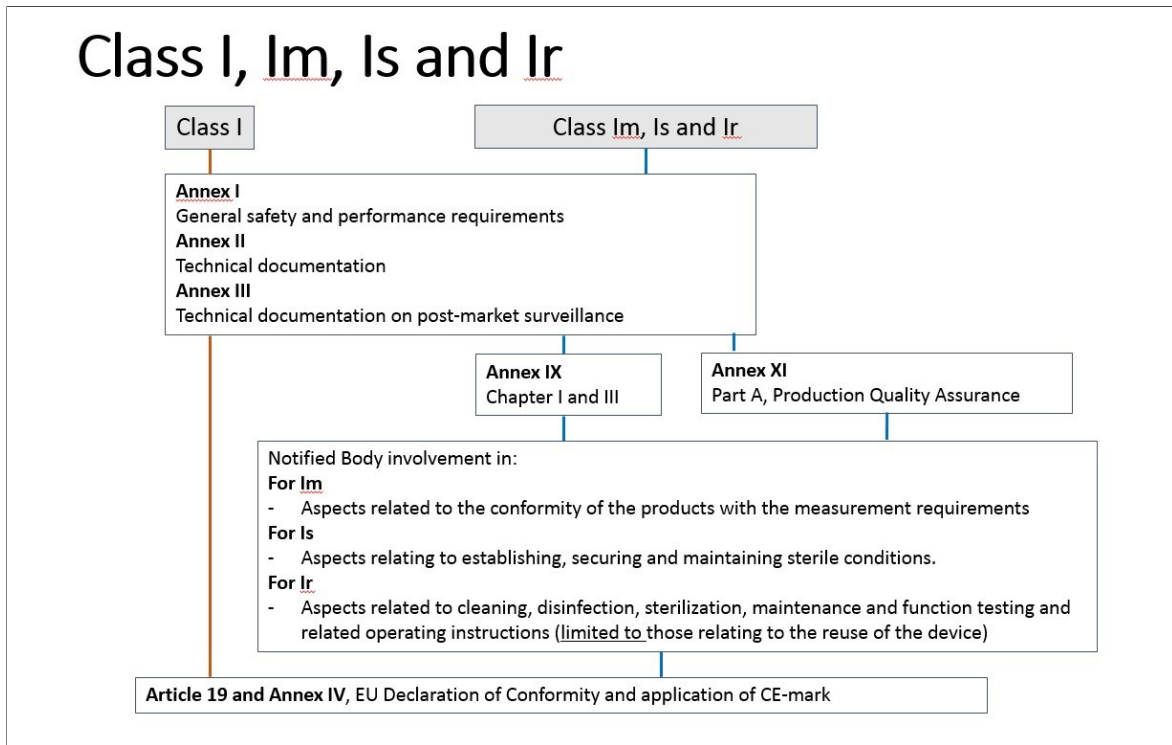 Class I, Im, Is and Ir
Class I
Class Im, Is and Ir
Annex I
General safety and performance requirements
Annex II
Technical documentation
Annex III
Technical documentation on post-market surveillance
Annex IX
Chapter I and III
Annex XI
Part A, Production Quality Assurance
Notified Body involvement in:
For Im
- Aspects related to the conformity of the products with the measurement requirements
For Is
- Aspects relating to establishing, securing and maintaining sterile conditions.
For Ir
- Aspects related to cleaning, disinfection, sterilization, maintenance and function testing and
related operating instructions (limited to those relating to the reuse of the device)
Article 19 and Annex IV, EU Declaration of Conformity and application of CE-mark